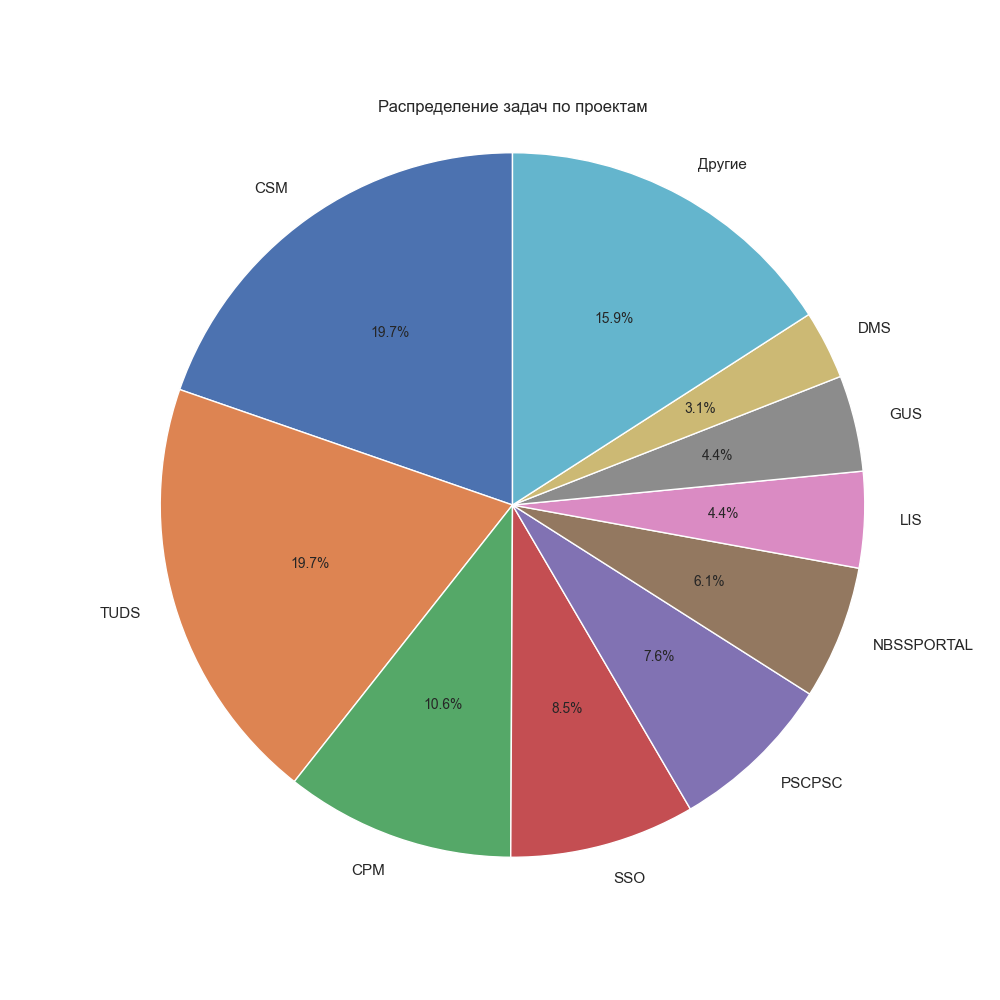 Распределение задач по проектам
CSM
19.7%
TUDS
19.7%
CPM
10.6%
SSO
8.5%
PSCPSC
7.6%
NBSSPORTAL
6.1%
LIS
4.4%
GUS
4.4%
DMS
3.1%
Другие
15.9%